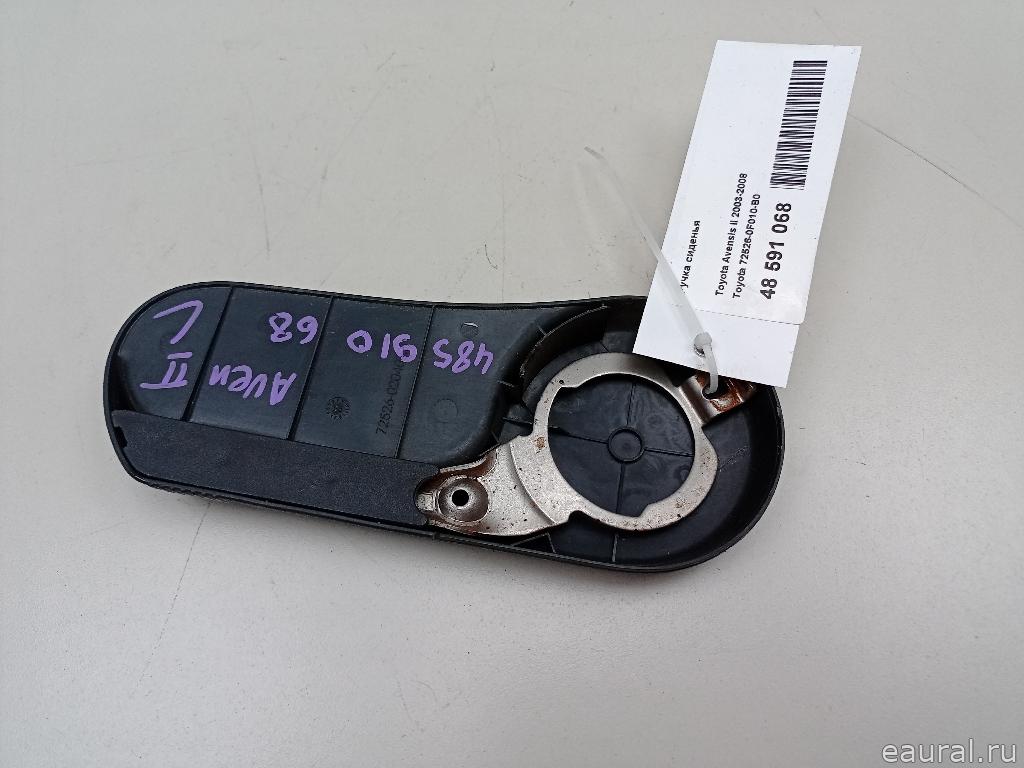 учка сиденья
Toyota Avensis II 2003-2008
Toyota 72526-0F010-B0
48 591 068
485 910
68
Aven
II
L
eaural.ru